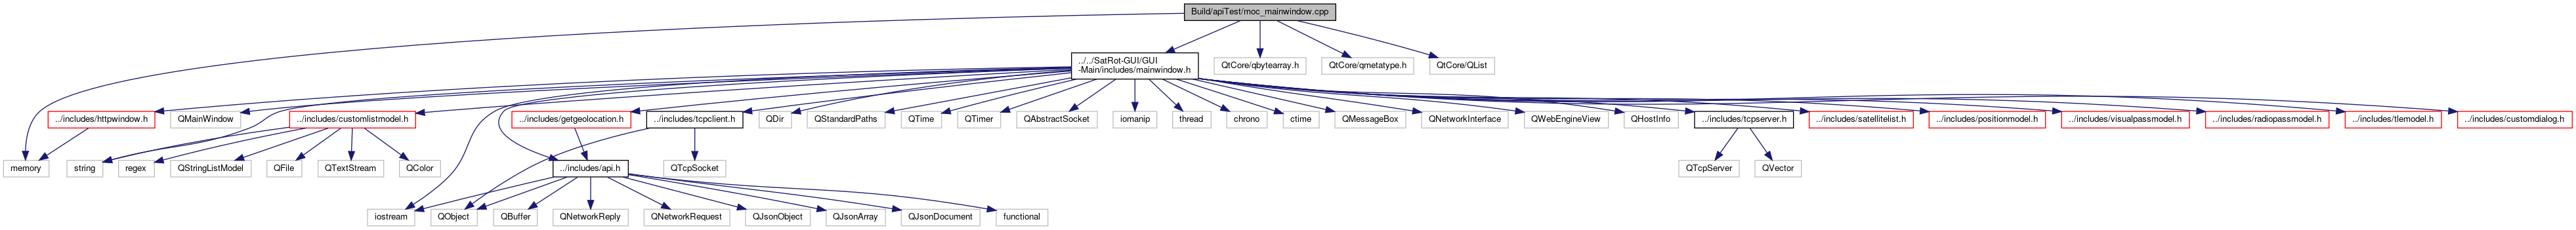 Build/apiTest/moc_mainwindow.cpp
../../SatRot-GUI/GUI
-Main/includes/mainwindow.h
QtCore/qbytearray.h
QtCore/qmetatype.h
QtCore/QList
../includes/httpwindow.h
QMainWindow
../includes/customlistmodel.h
../includes/getgeolocation.h
../includes/tcpclient.h
QDir
QStandardPaths
QTime
QTimer
QAbstractSocket
iomanip
thread
chrono
ctime
QMessageBox
QNetworkInterface
QWebEngineView
QHostInfo
../includes/tcpserver.h
../includes/satellitelist.h
../includes/positionmodel.h
../includes/visualpassmodel.h
../includes/radiopassmodel.h
../includes/tlemodel.h
../includes/customdialog.h
memory
string
regex
QStringListModel
QFile
QTextStream
QColor
../includes/api.h
QTcpSocket
QTcpServer
QVector
iostream
QObject
QBuffer
QNetworkReply
QNetworkRequest
QJsonObject
QJsonArray
QJsonDocument
functional